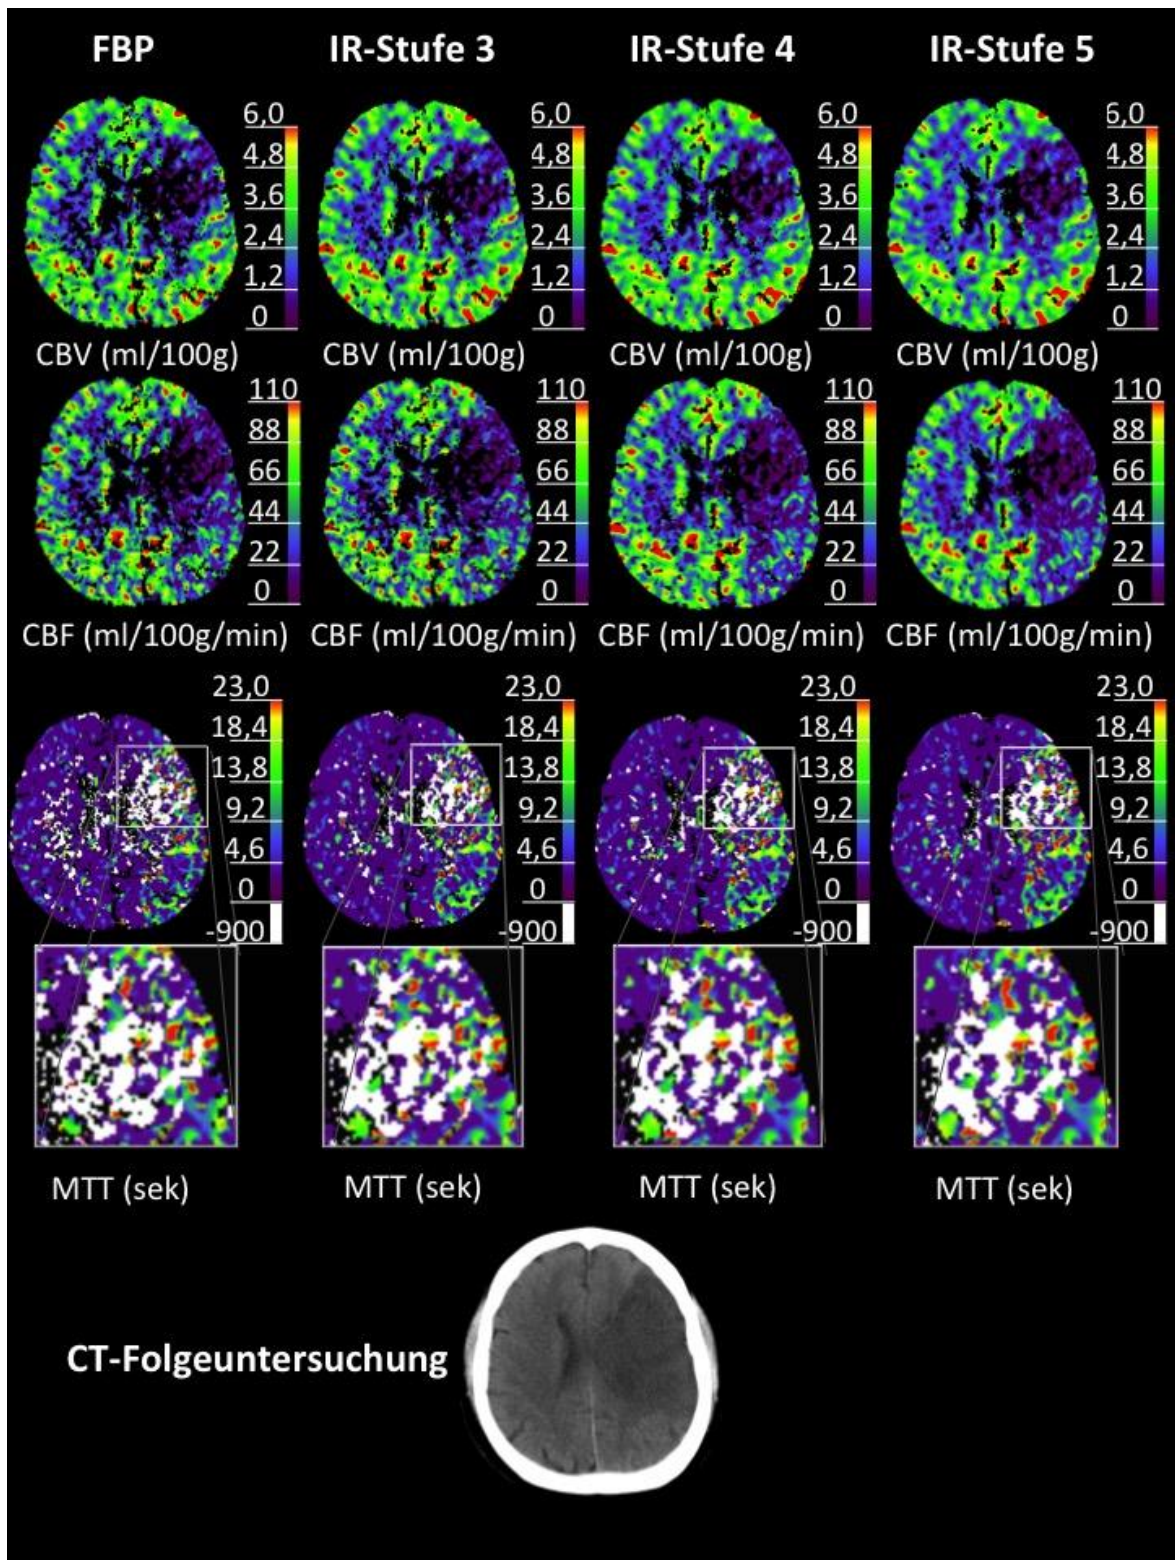 FBP IR-Stufe 3 IR-Stufe 4 IR-Stufe 5
6,0 6,0 6,0 6,0
4,8 4,8 4,8 4,8
3,6 3,6 3,6 3,6
2,4 2,4 2,4 2,4
1,2 1,2 1,2 1,2
0 0 0 0
CBV (ml/100g) CBV (ml/100g) CBV (ml/100g) CBV (ml/100g)
110 110 110 110
88 88 88 88
66 66 66 66
44 44 44 44
22 22 22 22
0 0 0 0
CBF (ml/100g/min) CBF (ml/100g/min) CBF (ml/100g/min) CBF (ml/100g/min)
23,0 23,0 23,0 23,0
18,4 18,4 18,4 18,4
13,8 13,8 13,8 13,8
9,2 9,2 9,2 9,2
4,6 4,6 4,6 4,6
0 0 0 0
-900 -900 -900 -900
MTT (sek) MTT (sek) MTT (sek) MTT (sek)
CT-Folgeuntersuchung